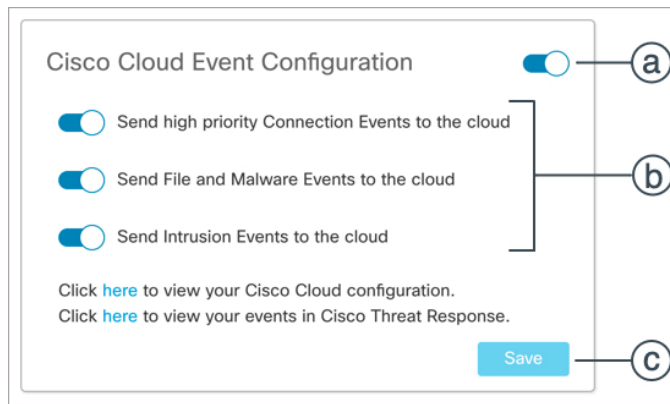 Cisco Cloud Event Configuration
a
Send high priority Connection Events to the cloud
Send File and Malware Events to the cloud
b
Send Intrusion Events to the cloud
Click here to view your Cisco Cloud configuration.
Click here to view your events in Cisco Threat Response.
Save
c